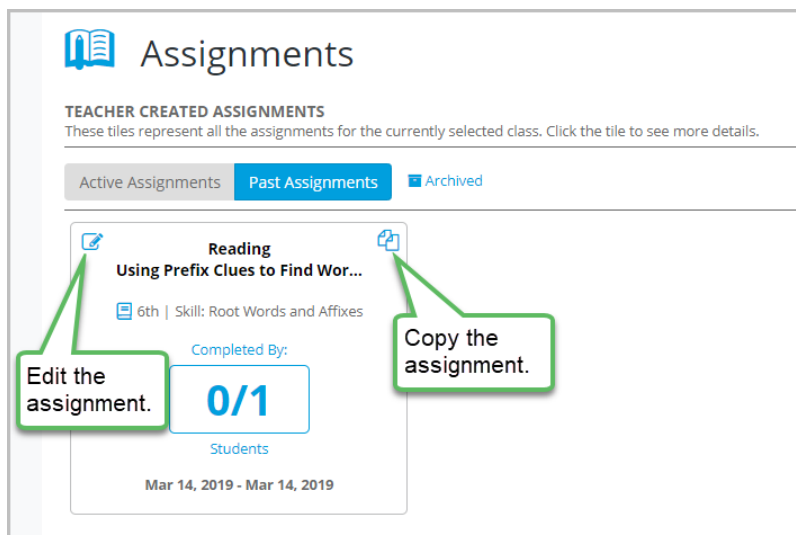 Assignments
TEACHER CREATED ASSIGNMENTS
These tiles represent all the assignments for the currently selected class. Click the tile to see more details.
Active Assignments Past Assignments Archived
Reading
Using Prefix Clues to Find Wor...
6th | Skill: Root Words and Affixes
Completed By:
0/1
Students
Mar 14, 2019 - Mar 14, 2019
Edit the
assignment.
Copy the
assignment.